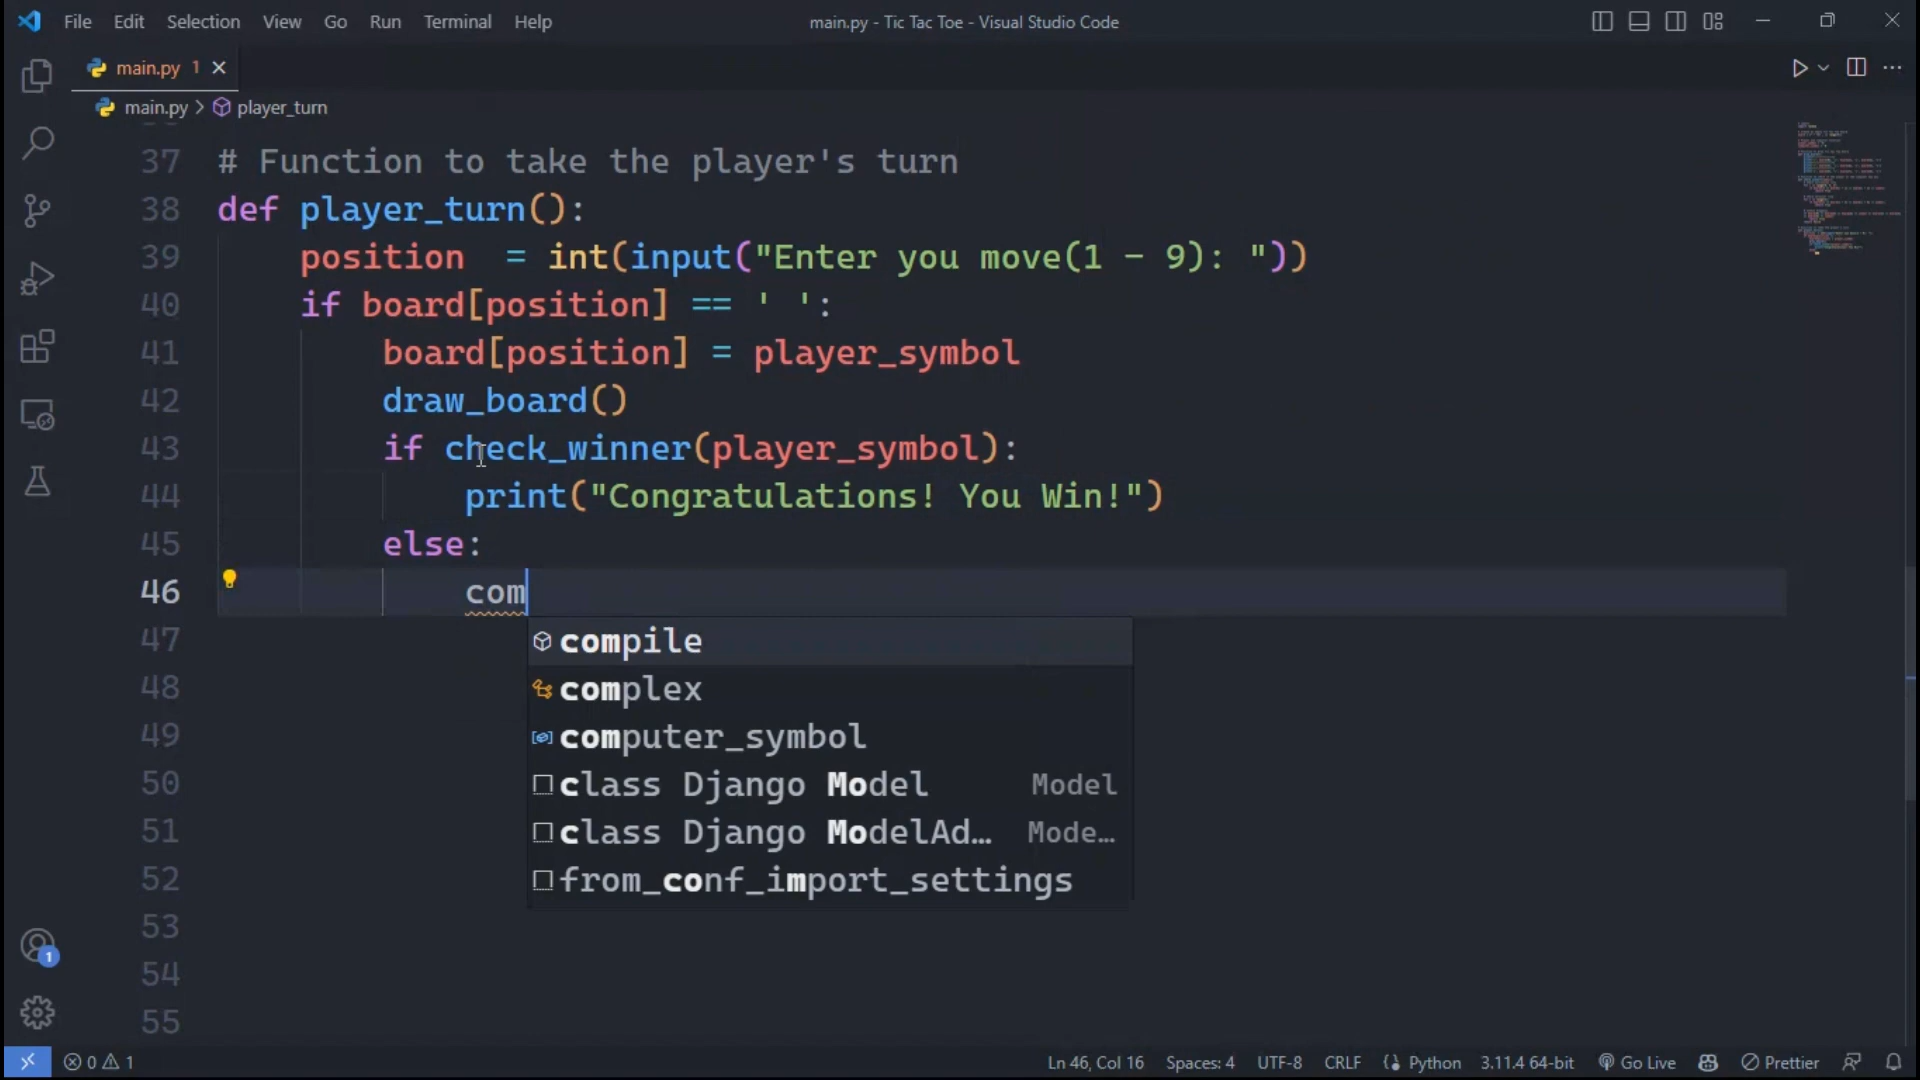 File Edit Selection View Go Run Terminal Help main.py - Tic Tac Toe - Visual Studio Code
main.py 1
main.py > player_turn
37 # Function to take the player's turn
38 def player_turn():
39 position  = int(input("Enter you move(1 - 9): "))
40 if board[position] == ' ':
41 board[position] = player_symbol
42 draw_board()
43 if check_winner(player_symbol):
44 print("Congratulations! You Win!")
45 else:
46 com
47 compile
48 complex
49 computer_symbol
50 class Django Model Model
51 class Django ModelAd… Mode…
52 from_conf_import_settings
53
54
55
1
0 1 Ln 46, Col 16 Spaces: 4 UTF-8 CRLF Python 3.11.4 64-bit Go Live Prettier